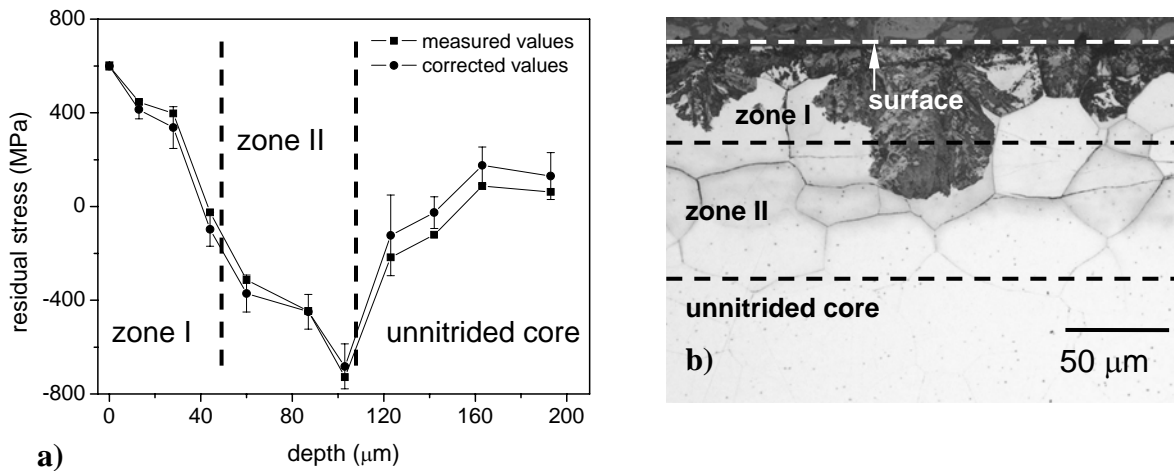 800
400
0
-400
-800
residual stress (MPa)
measured values
corrected values
zone II
zone I
unnitrided core
0
40
80
120
160
200
depth (μm)
a)
surface
zone I
zone II
unnitrided core
50 μm
b)